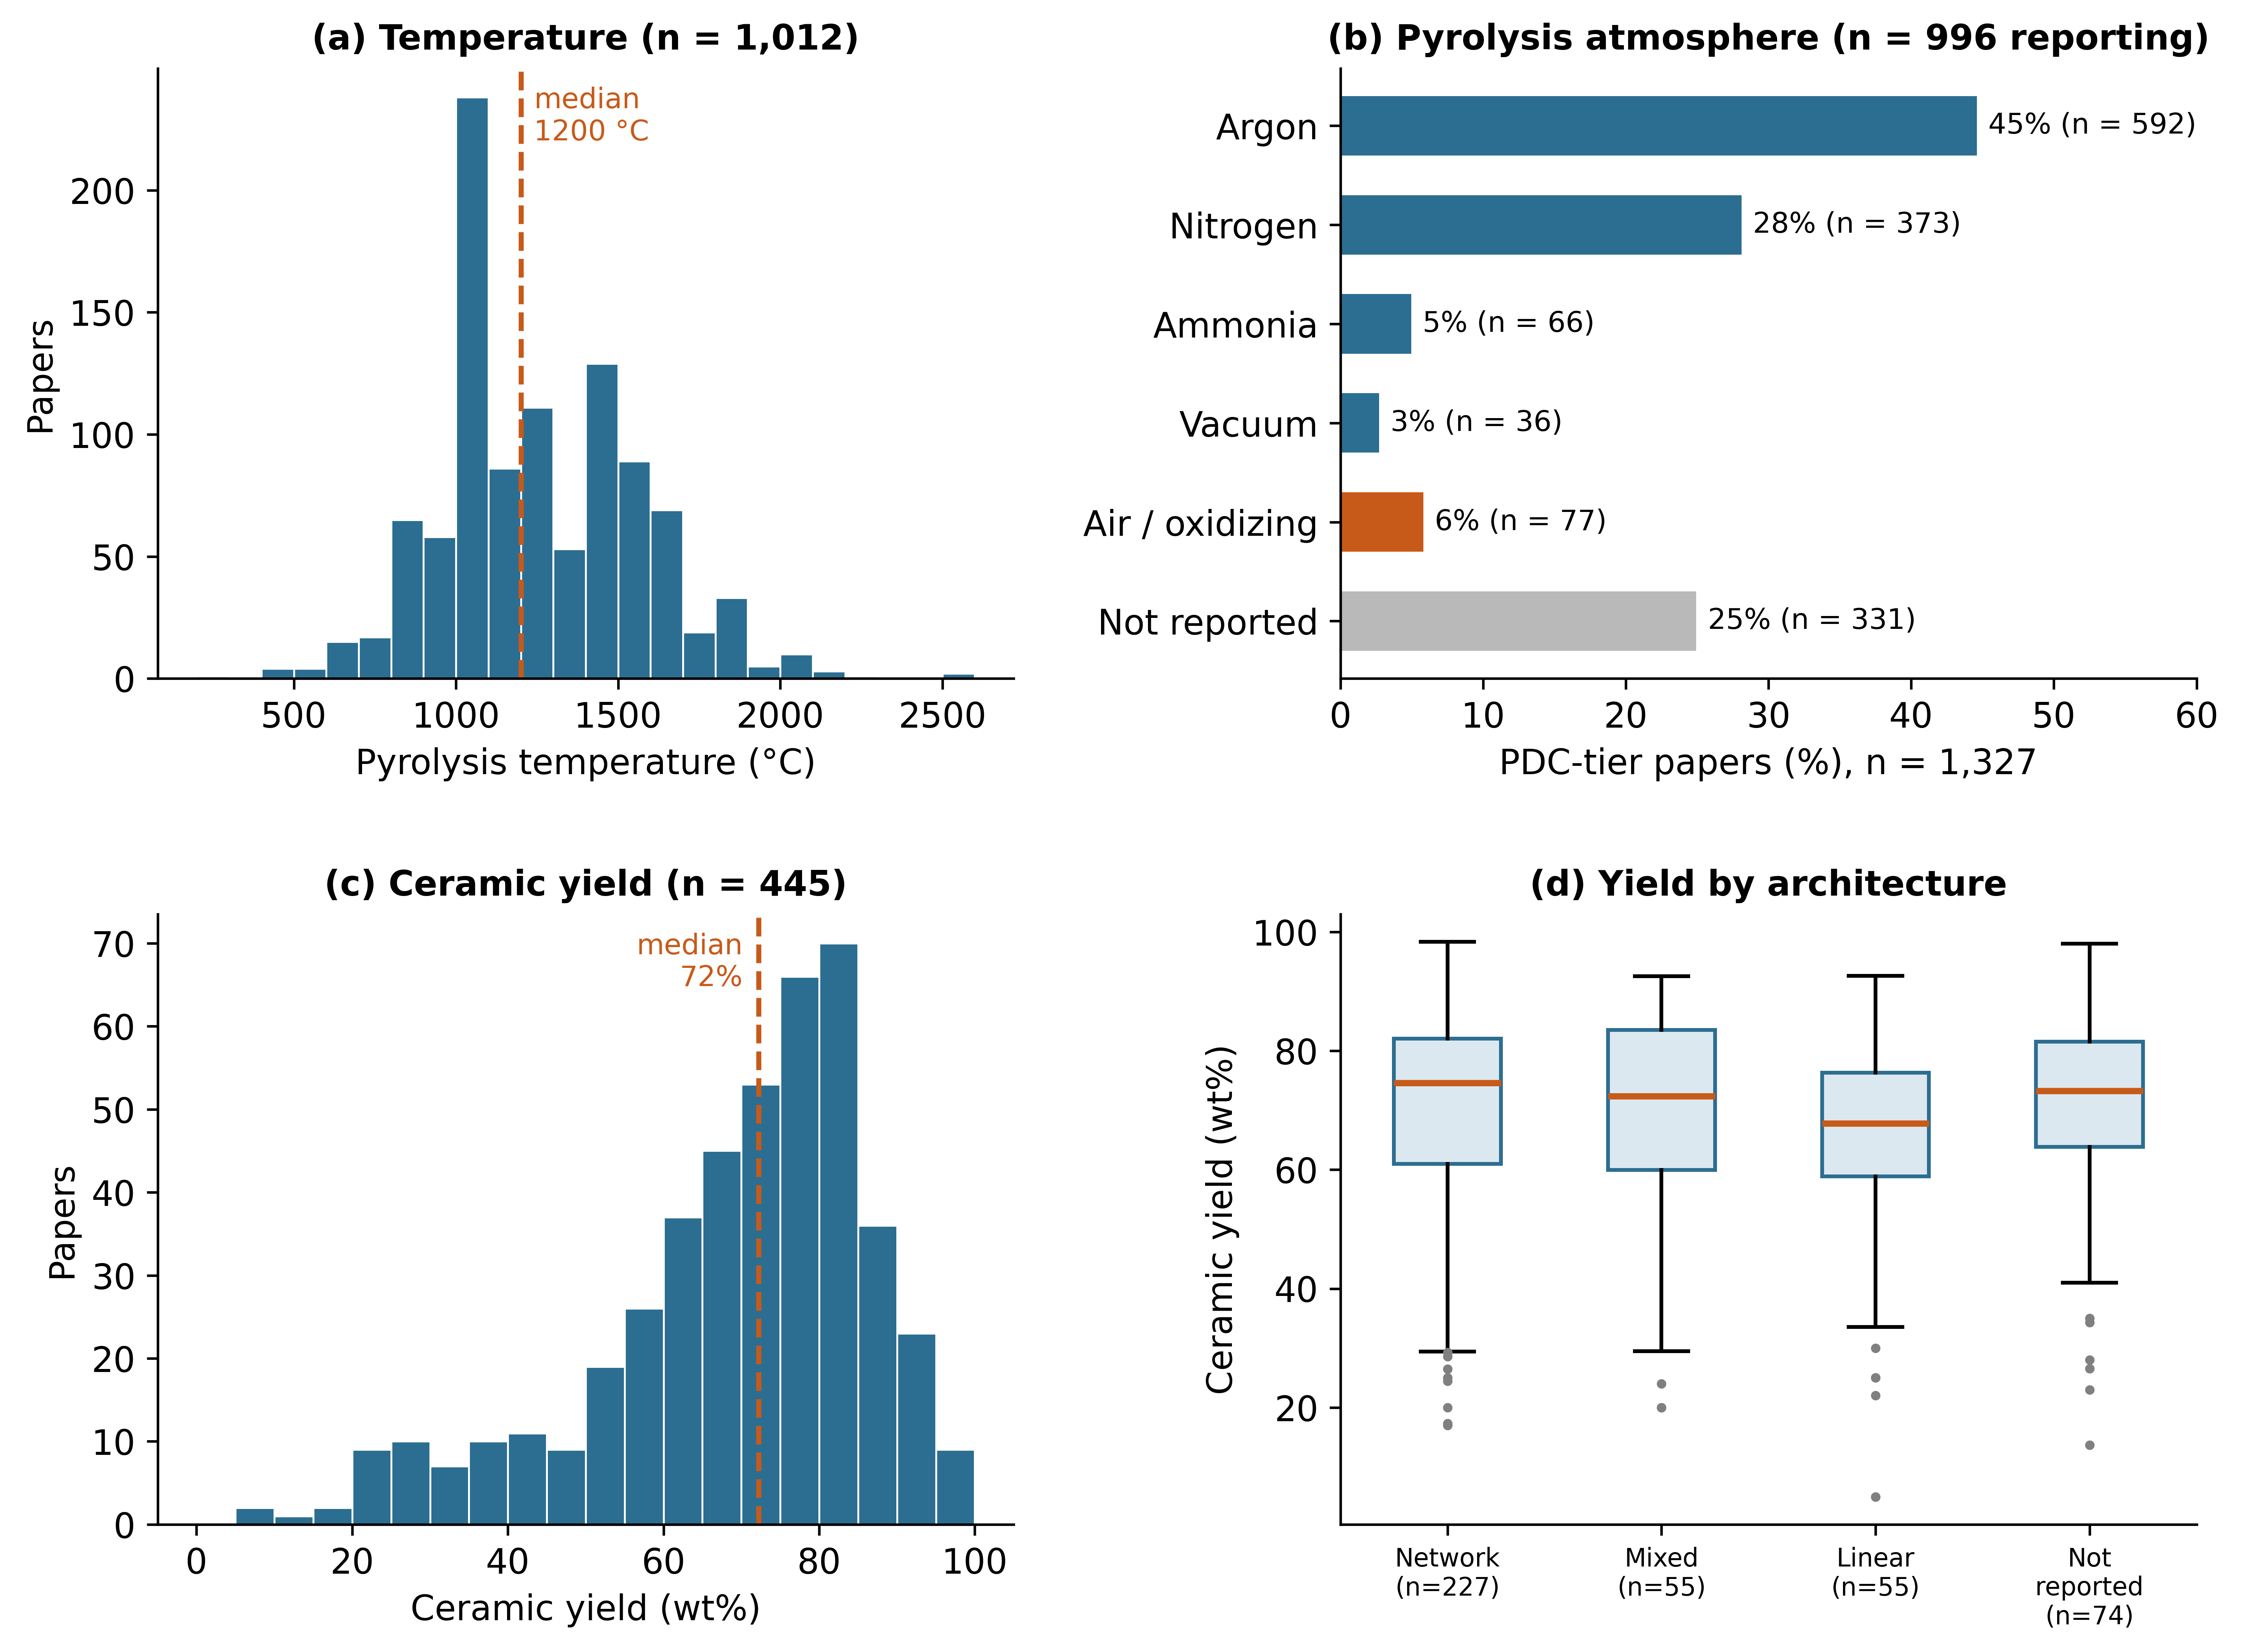 (a) Temperature (n = 1,012)
median
1200 °C
Papers
200
150
100
50
0
500 1000 1500 2000 2500
Pyrolysis temperature (°C)
(b) Pyrolysis atmosphere (n = 996 reporting)
Argon 45% (n = 592)
Nitrogen 28% (n = 373)
Ammonia 5% (n = 66)
Vacuum 3% (n = 36)
Air / oxidizing 6% (n = 77)
Not reported 25% (n = 331)
0 10 20 30 40 50 60
PDC-tier papers (%), n = 1,327
(c) Ceramic yield (n = 445)
median
72%
Papers
70
60
50
40
30
20
10
0
0 20 40 60 80 100
Ceramic yield (wt%)
(d) Yield by architecture
Ceramic yield (wt%)
100
80
60
40
20
Network
(n=227)
Mixed
(n=55)
Linear
(n=55)
Not
reported
(n=74)